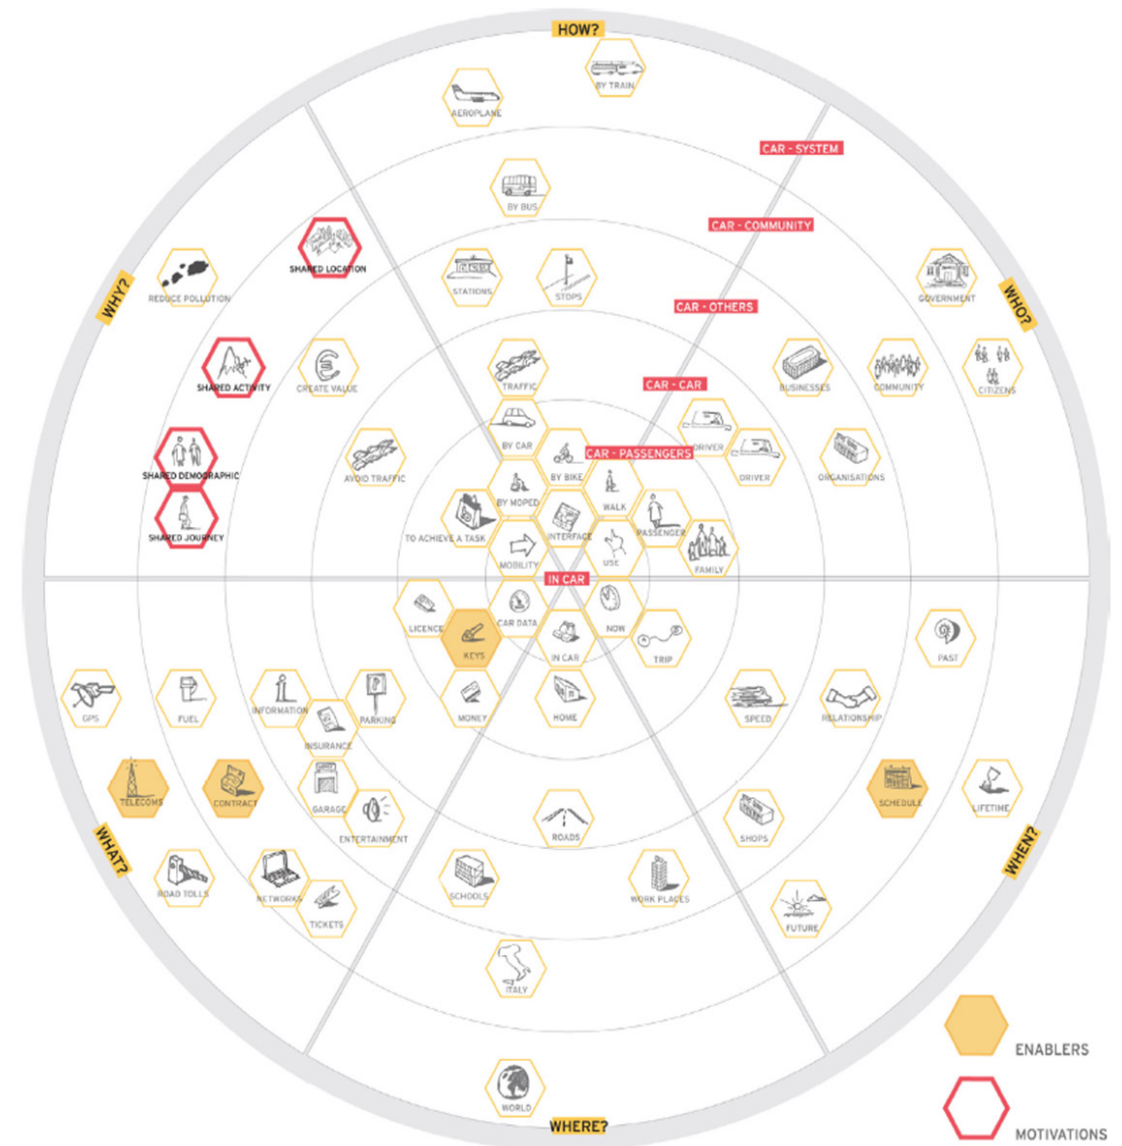 HOW?
BY TRAIN
AEROPLANE
CAR - SYSTEM
BY BUS
CAR - COMMUNITY
SHARED LOCATION
WHY?
REDUCE POLLUTION
STATIONS
STOPS
GOVERNMENT
WHO?
CAR - OTHERS
SHARED ACTIVITY
CREATE VALUE
TRAFFIC
CAR - CAR
BUSINESSES
COMMUNITY
CITIZENS
BY CAR
DRIVER
CAR - PASSENGERS
SHARED DEMOGRAPHIC
AVOID TRAFFIC
BY BIKE
DRIVER
ORGANISATIONS
BY MOPED
WALK
SHARED JOURNEY
TO ACHIEVE A TASK
INTERFACE
PASSENGER
MOBILITY
USE
FAMILY
IN CAR
LICENCE
CAR DATA
NOW
KEYS
IN CAR
TRIP
PAST
GPS
FUEL
INFORMATION
PARKING
MONEY
HOME
SPEED
RELATIONSHIP
INSURANCE
TELECOMS
CONTRACT
GARAGE
SCHEDULE
LIFETIME
ENTERTAINMENT
ROADS
SHOPS
WHAT?
WHEN?
ROAD TOLLS
NETWORKS
SCHOOLS
WORK PLACES
TICKETS
FUTURE
ITALY
WORLD
WHERE?
ENABLERS
MOTIVATIONS